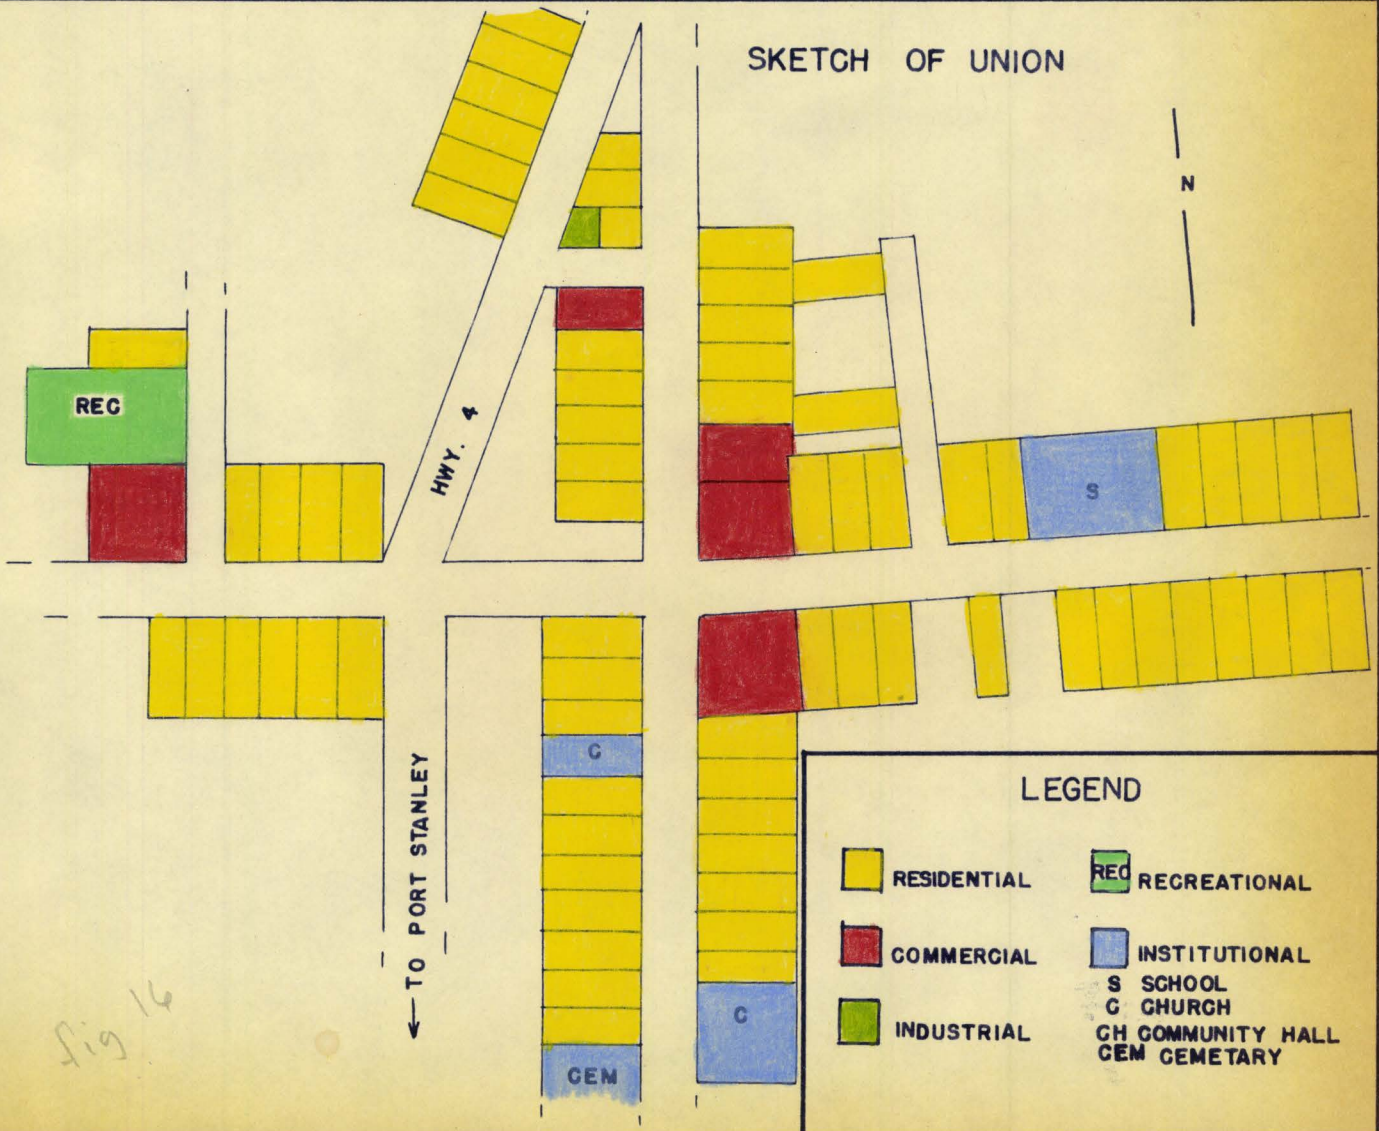 SKETCH OF UNION
N
REC
HWY. 4
S
C
← TO PORT STANLEY
C
CEM
LEGEND
RESIDENTIAL
REC RECREATIONAL
COMMERCIAL
INSTITUTIONAL
S SCHOOL
C CHURCH
INDUSTRIAL
CH COMMUNITY HALL
CEM CEMETARY
fig 16